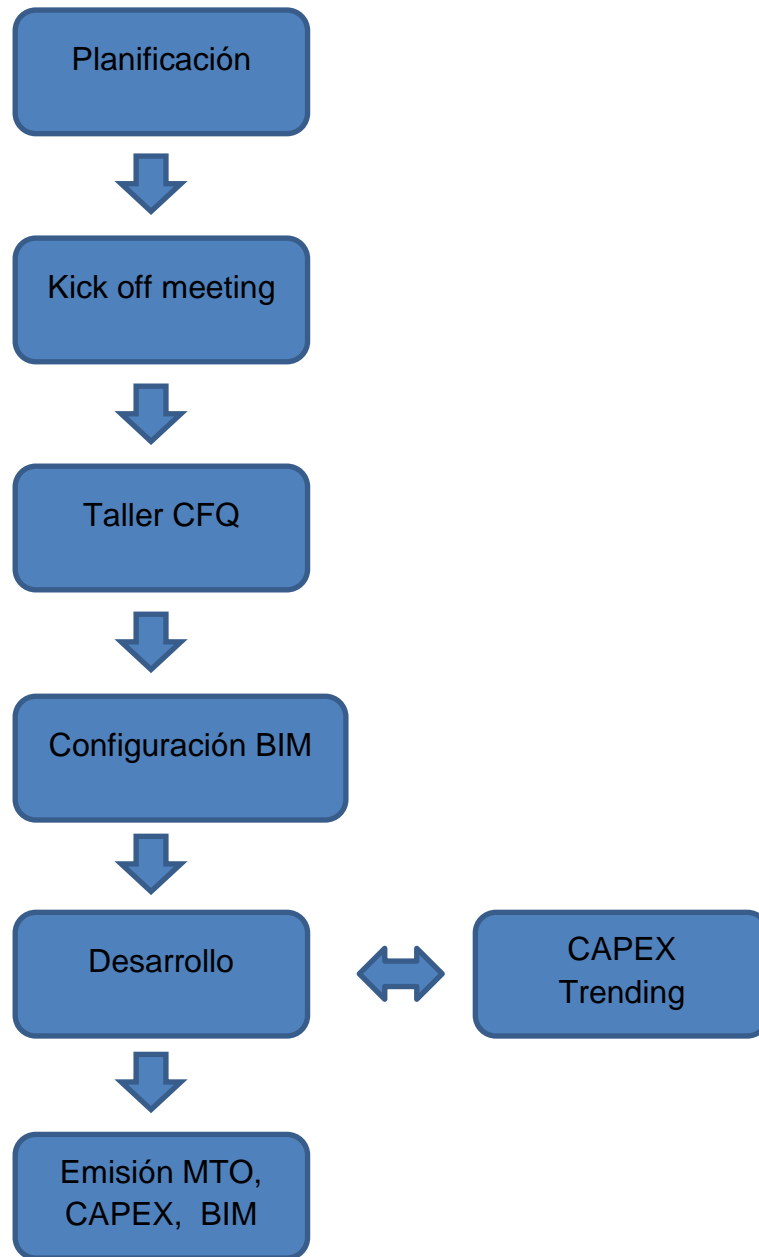 Planificación
Kick off meeting
Taller CFQ
Configuración BIM
Desarrollo
CAPEX
Trending
Emisión MTO,
CAPEX, BIM